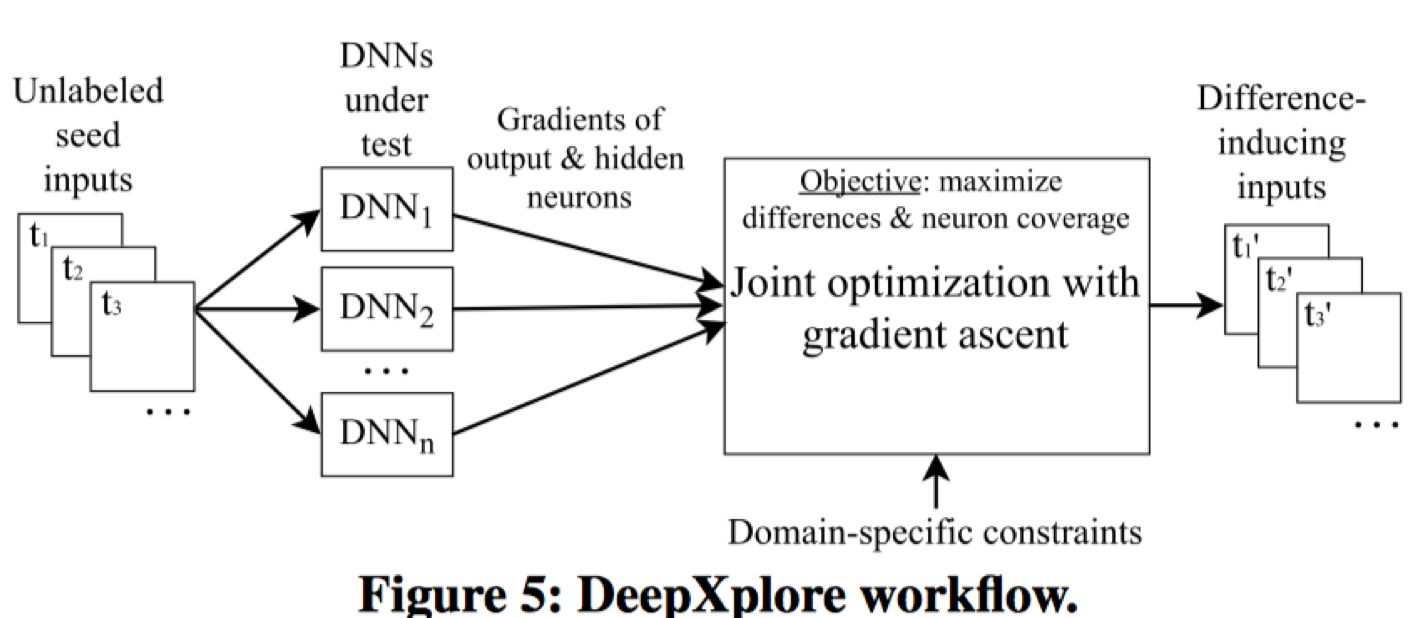 Unlabeled
seed
inputs
t1
t2
t3
...
DNNs
under
test
DNN1
DNN2
...
DNNn
Gradients of
output & hidden
neurons
Objective: maximize
differences & neuron coverage
Joint optimization with
gradient ascent
Domain-specific constraints
Difference-
inducing
inputs
t1'
t2'
t3'
...
Figure 5: DeepXplore workflow.